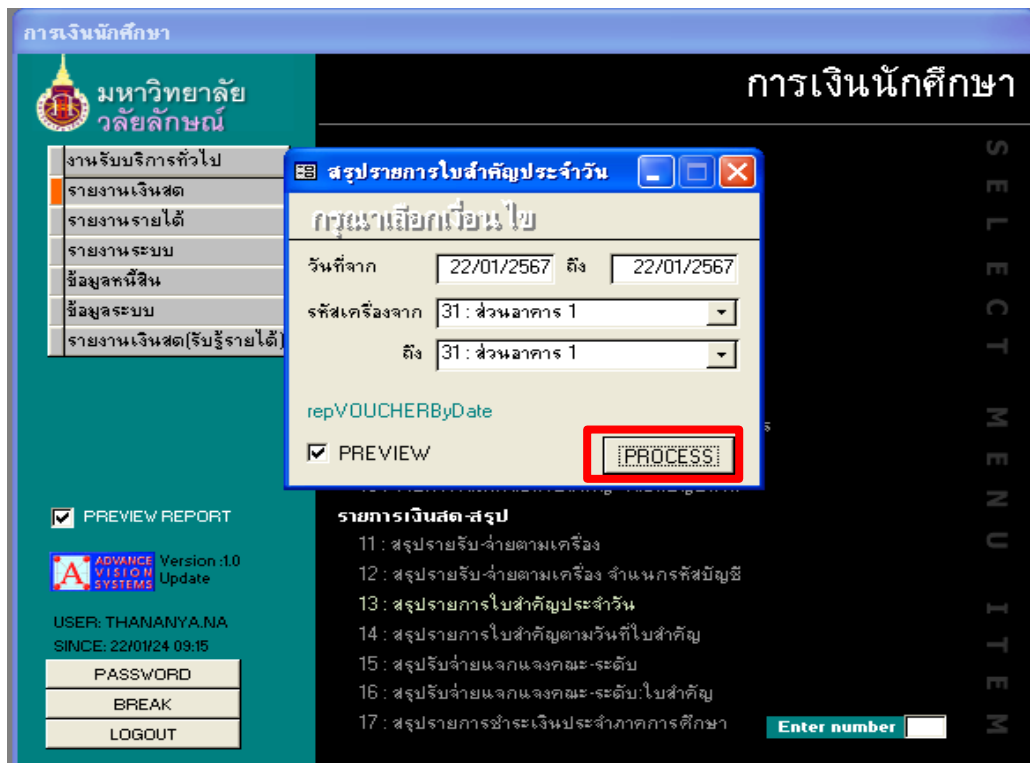 การเงินนักศึกษา
มหาวิทยาลัย
วลัยลักษณ์
การเงินนักศึกษา
งานรับบริการทั่วไป
รายงานเงินสด
รายงานรายได้
รายงานระบบ
ข้อมูลหนี้สิน
ข้อมูลระบบ
รายงานเงินสด(รับรู้รายได้)
สรุปรายการใบสำคัญประจำวัน
กรุณาเลือกเงื่อนไข
วันที่จาก 22/01/2567 ถึง 22/01/2567
รหัสเครื่องจาก 31 : ส่วนอาคาร 1
ถึง 31 : ส่วนอาคาร 1
repVOUCHERByDate
PREVIEW PROCESS
PREVIEW REPORT
ADVANCE VISION SYSTEMS
Version :1.0
Update
USER: THANANYA.NA
SINCE: 22/01/24 09:15
PASSWORD
BREAK
LOGOUT
รายการเงินสด-สรุป
11 : สรุปรายรับ-จ่ายตามเครื่อง
12 : สรุปรายรับ-จ่ายตามเครื่อง จำแนกรหัสบัญชี
13 : สรุปรายการใบสำคัญประจำวัน
14 : สรุปรายการใบสำคัญตามวันที่ใบสำคัญ
15 : สรุปรับจ่ายแจกแจงคณะ-ระดับ
16 : สรุปรับจ่ายแจกแจงคณะ-ระดับ:ใบสำคัญ
17 : สรุปรายการชำระเงินประจำภาคการศึกษา
Enter number
SELECT MENU ITEM